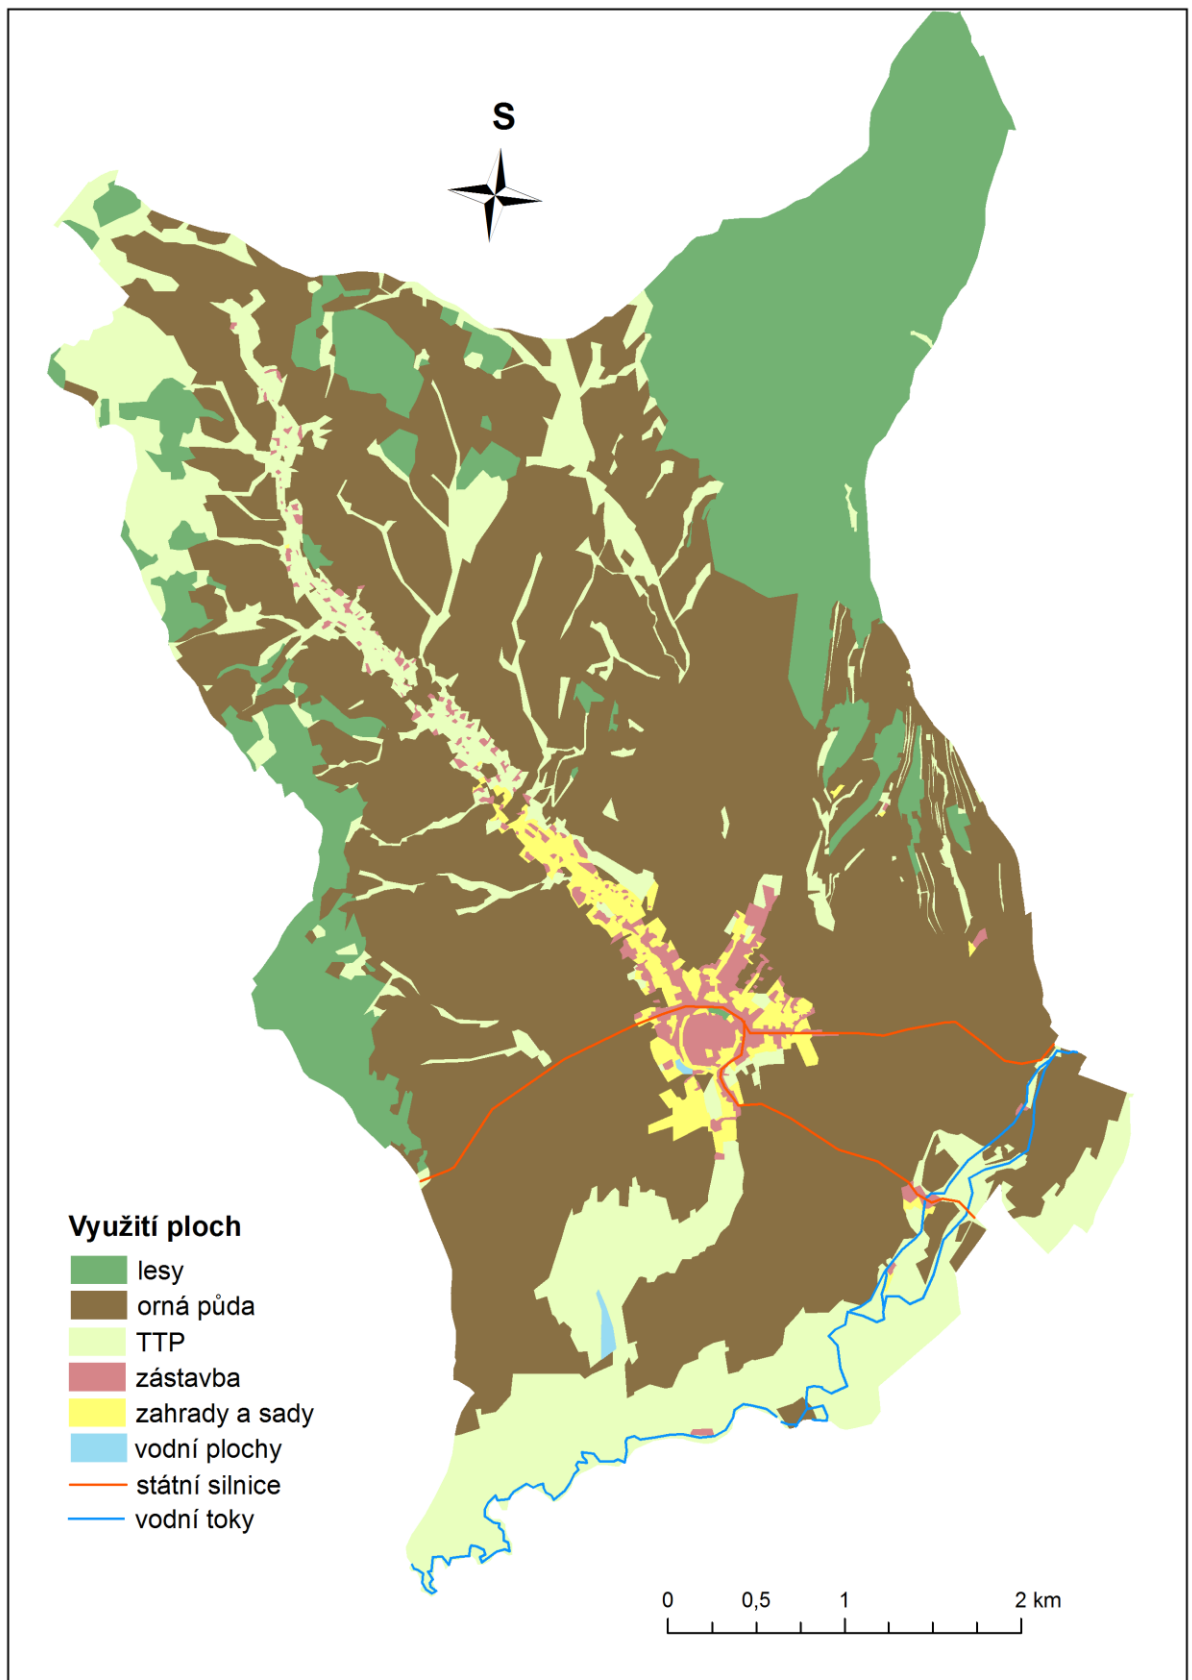 S
Využití ploch
lesy
orná půda
TTP
zástavba
zahrady a sady
vodní plochy
státní silnice
vodní toky
0 0,5 1 2 km